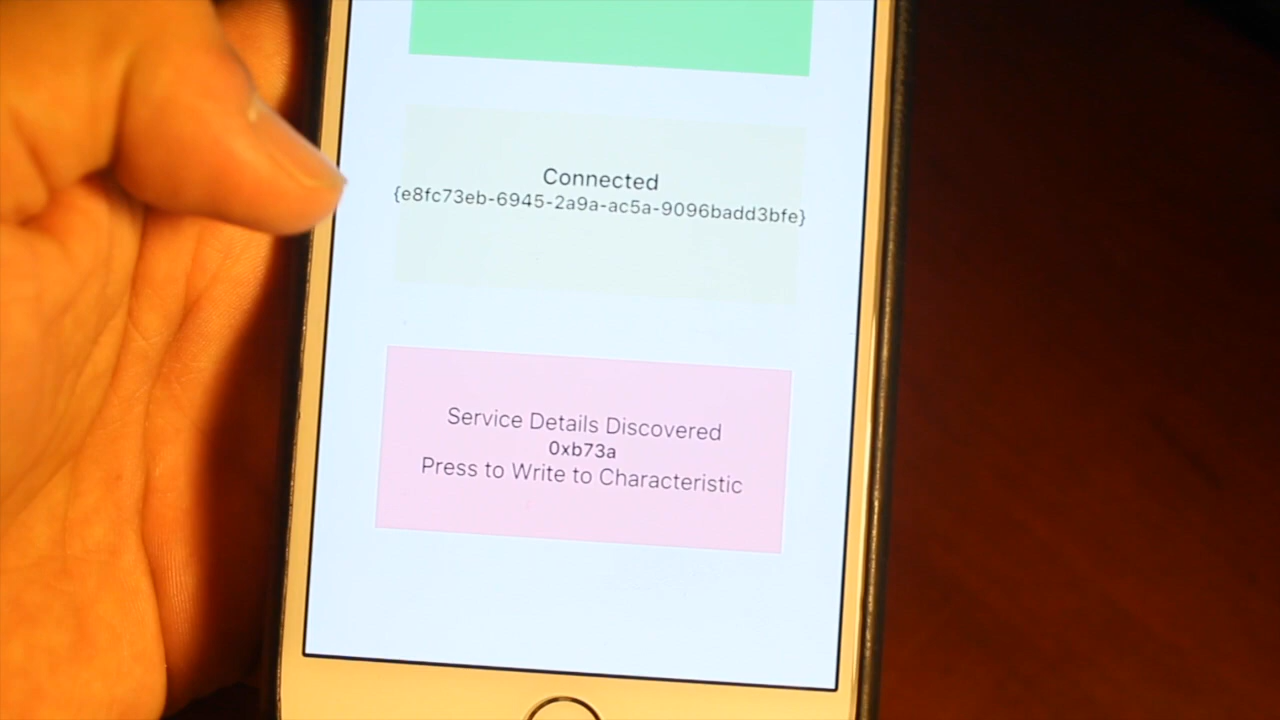 Connected
{e8fc73eb-6945-2a9a-ac5a-9096badd3bfe}
Service Details Discovered
0xb73a
Press to Write to Characteristic